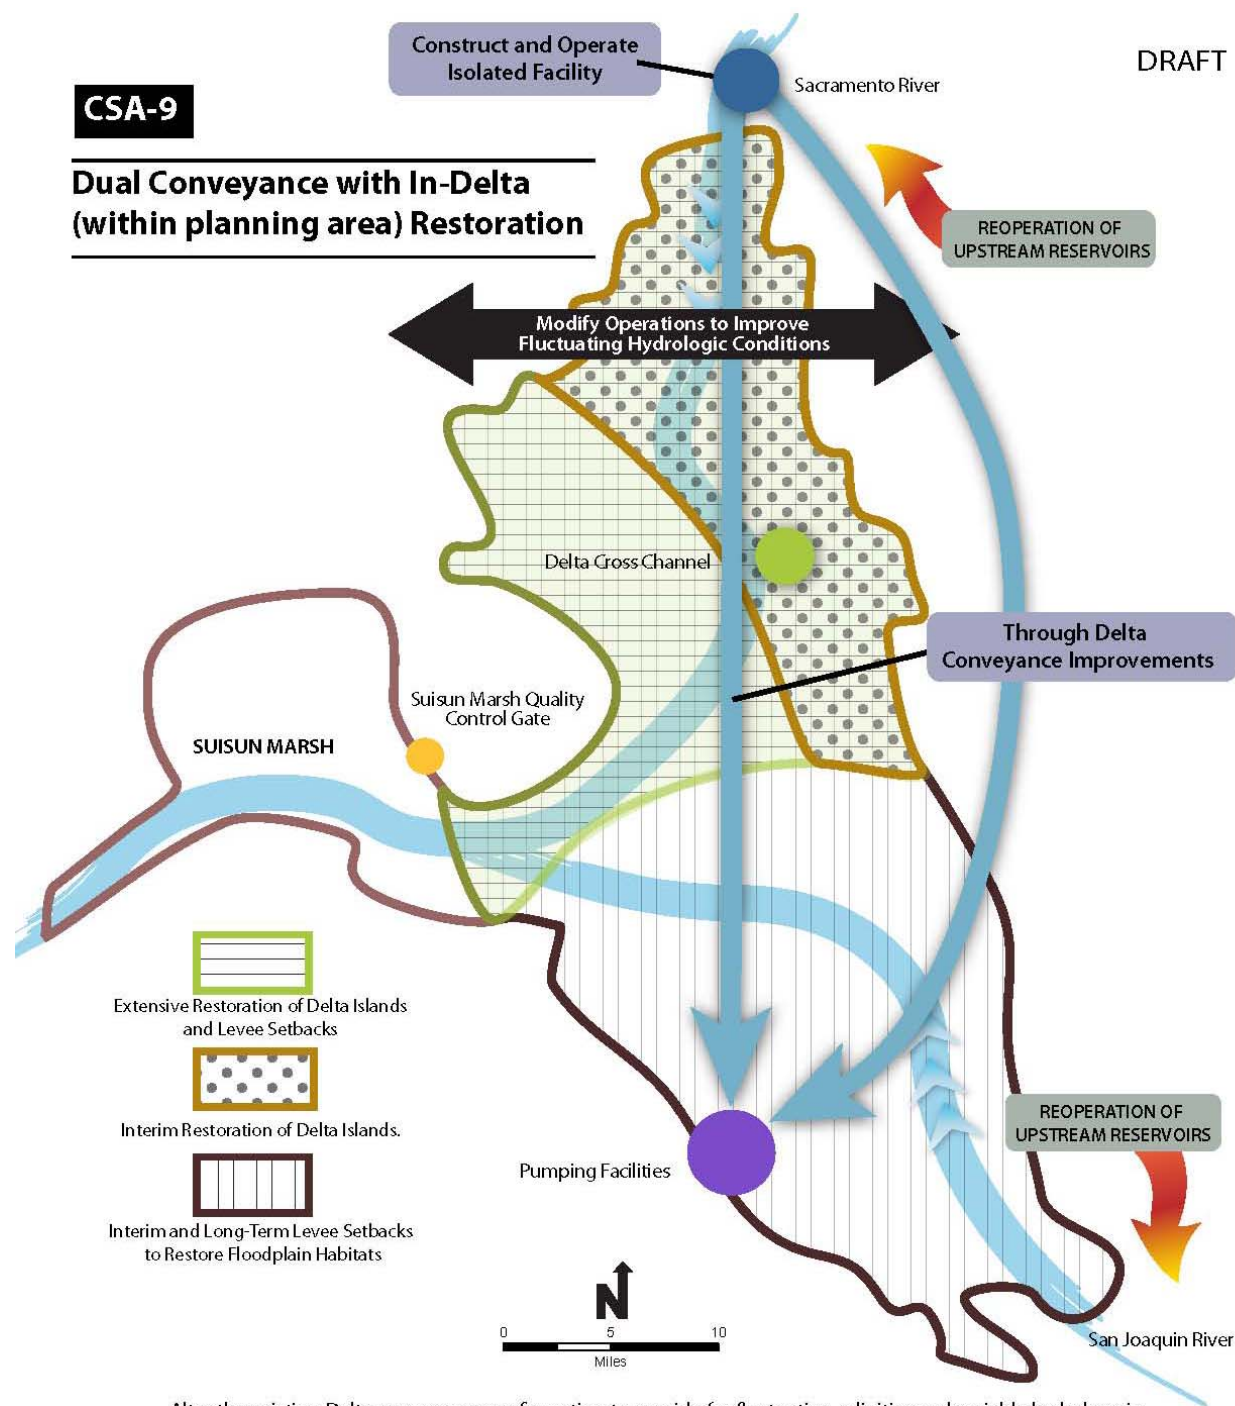 DRAFT
Construct and Operate
Isolated Facility
Sacramento River
CSA-9
Dual Conveyance with In-Delta
(within planning area) Restoration
REOPERATION OF
UPSTREAM RESERVOIRS
Modify Operations to Improve
Fluctuating Hydrologic Conditions
Delta Cross Channel
Through Delta
Conveyance Improvements
Suisun Marsh Quality
Control Gate
SUISUN MARSH
Extensive Restoration of Delta Islands
and Levee Setbacks
Interim Restoration of Delta Islands.
Interim and Long-Term Levee Setbacks
to Restore Floodplain Habitats
Pumping Facilities
REOPERATION OF
UPSTREAM RESERVOIRS
San Joaquin River
N
0 5 10
Miles